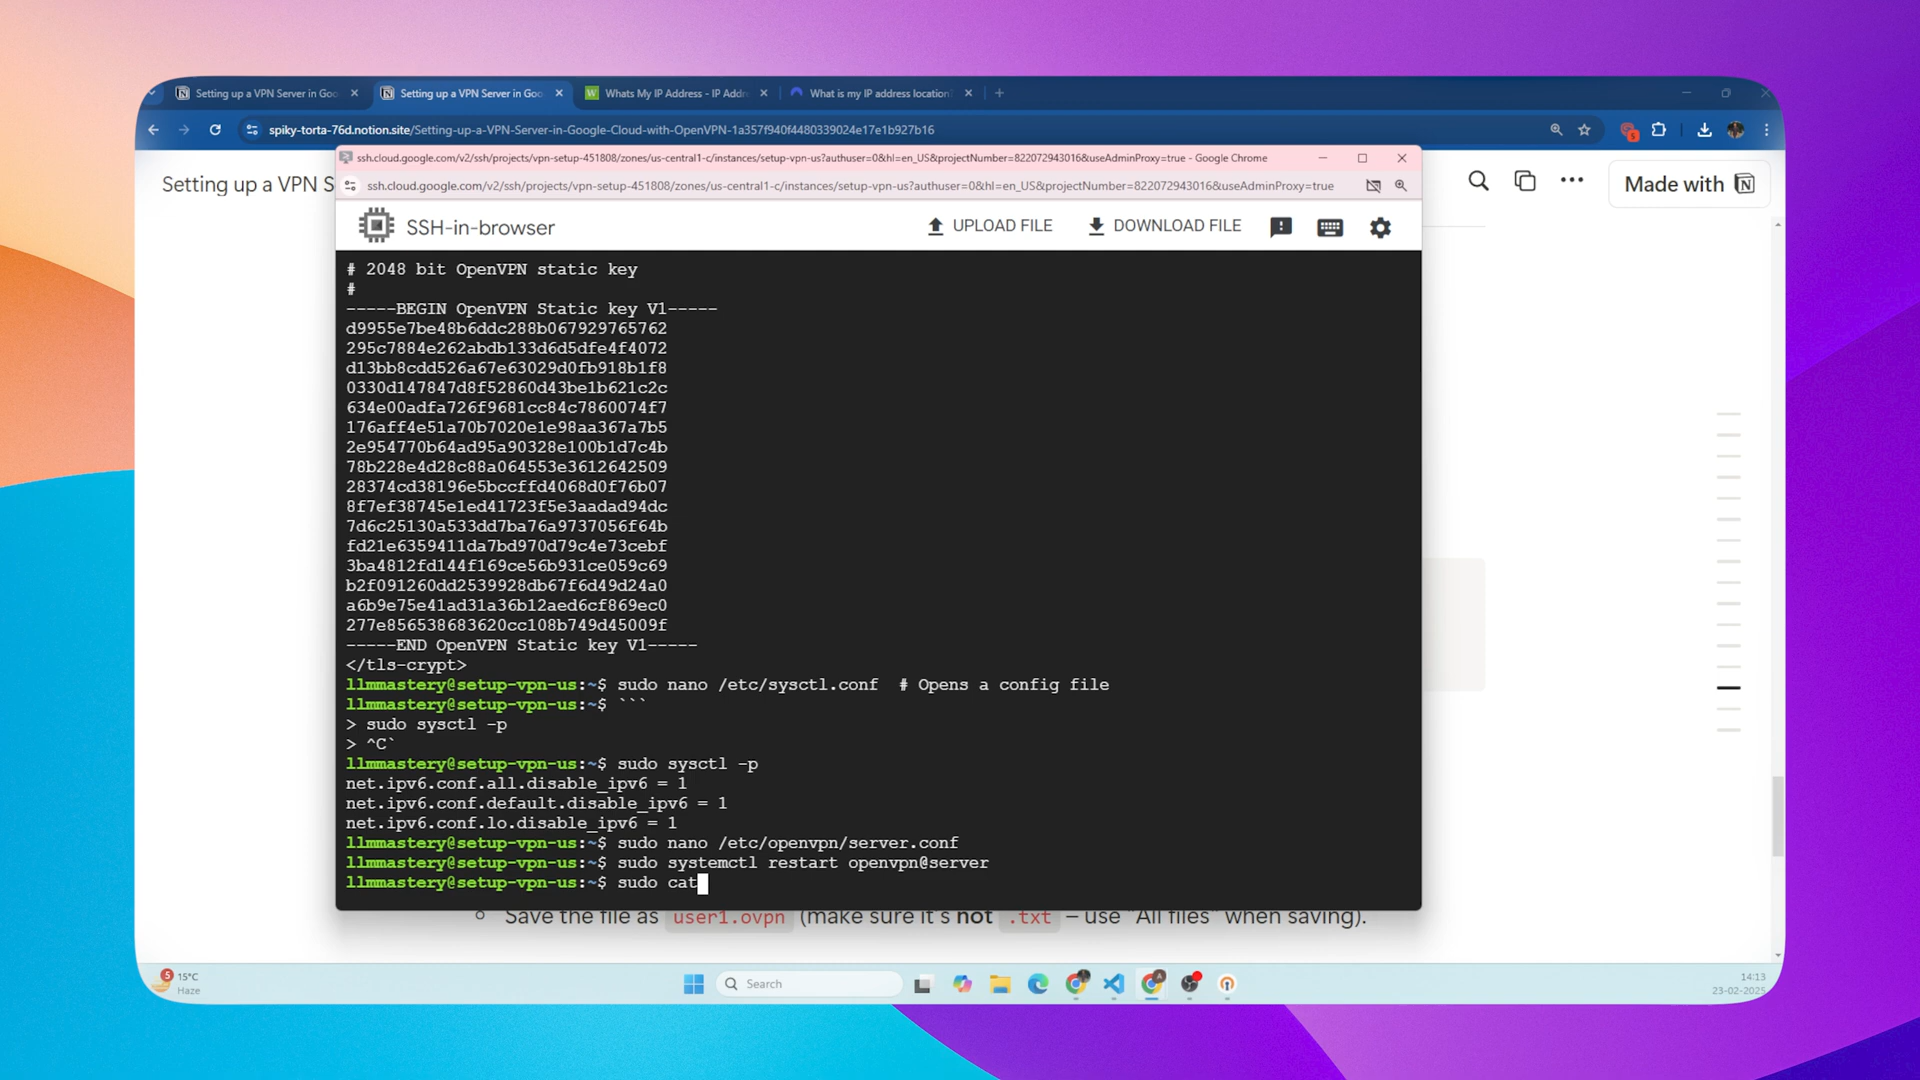 Setting up a VPN Server in Goo
Setting up a VPN Server in Goo
Whats My IP Address - IP Addr
What is my IP address location
spiky-torta-76d.notion.site/Setting-up-a-VPN-Server-in-Google-Cloud-with-OpenVPN-1a357f940f4480339024e17e1b927b16
ssh.cloud.google.com/v2/ssh/projects/vpn-setup-451808/zones/us-central1-c/instances/setup-vpn-us?authuser=0&hl=en_US&projectNumber=822072943016&useAdminProxy=true - Google Chrome
ssh.cloud.google.com/v2/ssh/projects/vpn-setup-451808/zones/us-central1-c/instances/setup-vpn-us?authuser=0&hl=en_US&projectNumber=822072943016&useAdminProxy=true
Setting up a VPN S
Made with
SSH-in-browser
UPLOAD FILE
DOWNLOAD FILE
# 2048 bit OpenVPN static key
#
-----BEGIN OpenVPN Static key V1-----
d9955e7be48b6ddc288b067929765762
295c7884e262abdb133d6d5dfe4f4072
d13bb8cdd526a67e63029d0fb918b1f8
0330d147847d8f52860d43be1b621c2c
634e00adfa726f9681cc84c7860074f7
176aff4e51a70b7020e1e98aa367a7b5
2e954770b64ad95a90328e100b1d7c4b
78b228e4d28c88a064553e3612642509
28374cd38196e5bccffd4068d0f76b07
8f7ef38745e1ed41723f5e3aadad94dc
7d6c25130a533dd7ba76a9737056f64b
fd21e6359411da7bd970d79c4e73cebf
3ba4812fd144f169ce56b931ce059c69
b2f091260dd2539928db67f6d49d24a0
a6b9e75e41ad31a36b12aed6cf869ec0
277e856538683620cc108b749d45009f
-----END OpenVPN Static key V1-----
</tls-crypt>
llmmastery@setup-vpn-us:~$ sudo nano /etc/sysctl.conf  # Opens a config file
llmmastery@setup-vpn-us:~$ ```
> sudo sysctl -p
> ^C`
llmmastery@setup-vpn-us:~$ sudo sysctl -p
net.ipv6.conf.all.disable_ipv6 = 1
net.ipv6.conf.default.disable_ipv6 = 1
net.ipv6.conf.lo.disable_ipv6 = 1
llmmastery@setup-vpn-us:~$ sudo nano /etc/openvpn/server.conf
llmmastery@setup-vpn-us:~$ sudo systemctl restart openvpn@server
llmmastery@setup-vpn-us:~$ sudo cat
Save the file as user1.ovpn (make sure it's not .txt – use "All files" when saving).
5
15°C
Haze
Search
14:13
23-02-2025